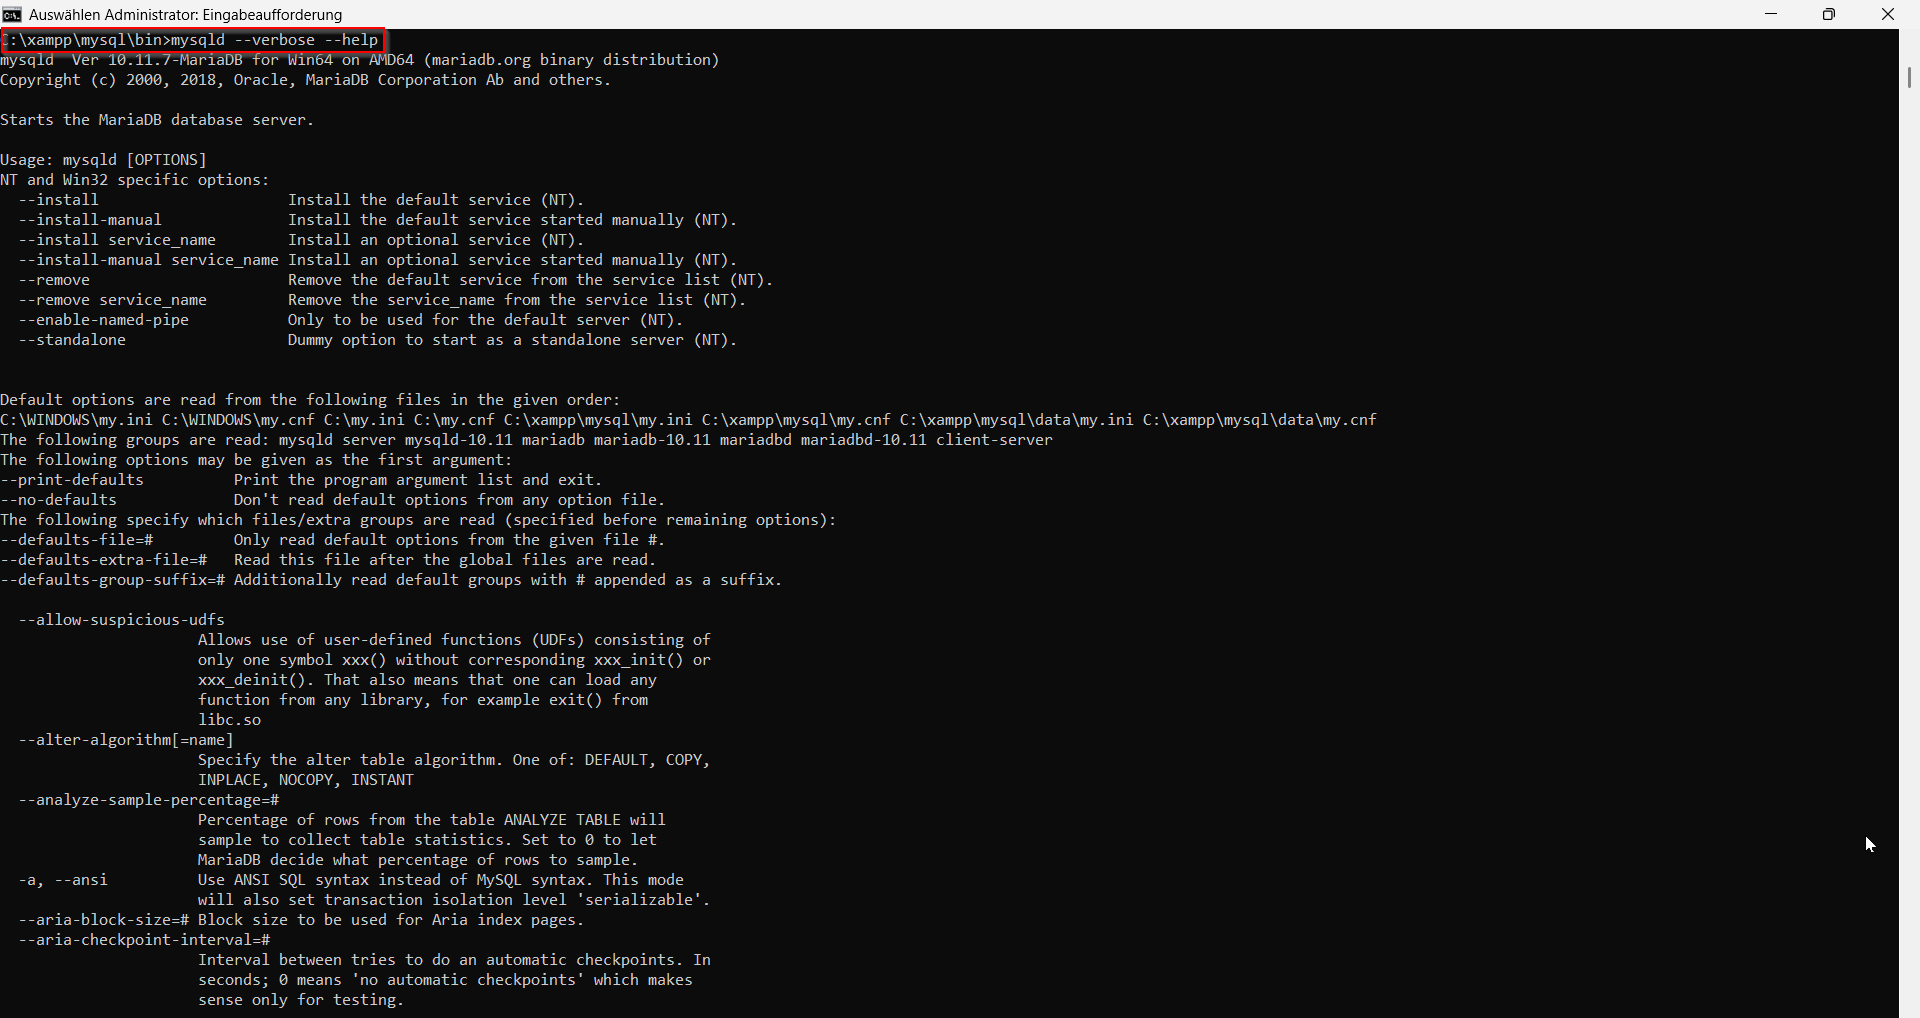 Auswählen Administrator: Eingabeaufforderung
C:\xampp\mysql\bin>mysqld --verbose --help
mysqld  Ver 10.11.7-MariaDB for Win64 on AMD64 (mariadb.org binary distribution)
Copyright (c) 2000, 2018, Oracle, MariaDB Corporation Ab and others.
Starts the MariaDB database server.
Usage: mysqld [OPTIONS]
NT and Win32 specific options:
  --install                     Install the default service (NT).
  --install-manual              Install the default service started manually (NT).
  --install service_name        Install an optional service (NT).
  --install-manual service_name Install an optional service started manually (NT).
  --remove                      Remove the default service from the service list (NT).
  --remove service_name         Remove the service_name from the service list (NT).
  --enable-named-pipe           Only to be used for the default server (NT).
  --standalone                  Dummy option to start as a standalone server (NT).
Default options are read from the following files in the given order:
C:\WINDOWS\my.ini C:\WINDOWS\my.cnf C:\my.ini C:\my.cnf C:\xampp\mysql\my.ini C:\xampp\mysql\my.cnf C:\xampp\mysql\data\my.ini C:\xampp\mysql\data\my.cnf
The following groups are read: mysqld server mysqld-10.11 mariadb mariadb-10.11 mariadbd mariadbd-10.11 client-server
The following options may be given as the first argument:
--print-defaults          Print the program argument list and exit.
--no-defaults             Don't read default options from any option file.
The following specify which files/extra groups are read (specified before remaining options):
--defaults-file=#         Only read default options from the given file #.
--defaults-extra-file=#   Read this file after the global files are read.
--defaults-group-suffix=# Additionally read default groups with # appended as a suffix.
  --allow-suspicious-udfs
                      Allows use of user-defined functions (UDFs) consisting of
                      only one symbol xxx() without corresponding xxx_init() or
                      xxx_deinit(). That also means that one can load any
                      function from any library, for example exit() from
                      libc.so
  --alter-algorithm[=name]
                      Specify the alter table algorithm. One of: DEFAULT, COPY,
                      INPLACE, NOCOPY, INSTANT
  --analyze-sample-percentage=#
                      Percentage of rows from the table ANALYZE TABLE will
                      sample to collect table statistics. Set to 0 to let
                      MariaDB decide what percentage of rows to sample.
  -a, --ansi          Use ANSI SQL syntax instead of MySQL syntax. This mode
                      will also set transaction isolation level 'serializable'.
  --aria-block-size=# Block size to be used for Aria index pages.
  --aria-checkpoint-interval=#
                      Interval between tries to do an automatic checkpoints. In
                      seconds; 0 means 'no automatic checkpoints' which makes
                      sense only for testing.